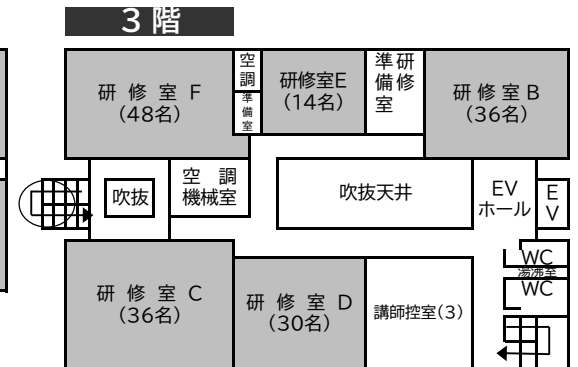 ３階
研修室F
（48名）
空調
準備室
研修室E
（14名）
研修
準備室
研修室B
（36名）
吹抜
空調
機械室
吹抜天井
EV
ホール
EV
WC
湯沸室
WC
研修室C
（36名）
研修室D
（30名）
講師控室（3）